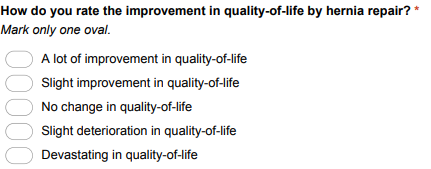 How do you rate the improvement in quality-of-life by hernia repair? *
Mark only one oval.
A lot of improvement in quality-of-life
Slight improvement in quality-of-life
No change in quality-of-life
Slight deterioration in quality-of-life
Devastating in quality-of-life